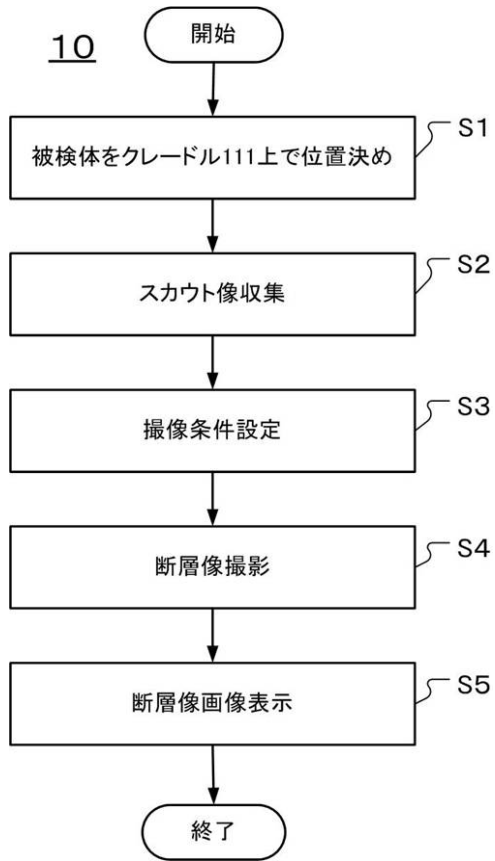 10
開始
被検体をクレードル111上で位置決め
S1
スカウト像収集
S2
撮像条件設定
S3
断層像撮影
S4
断層像画像表示
S5
終了